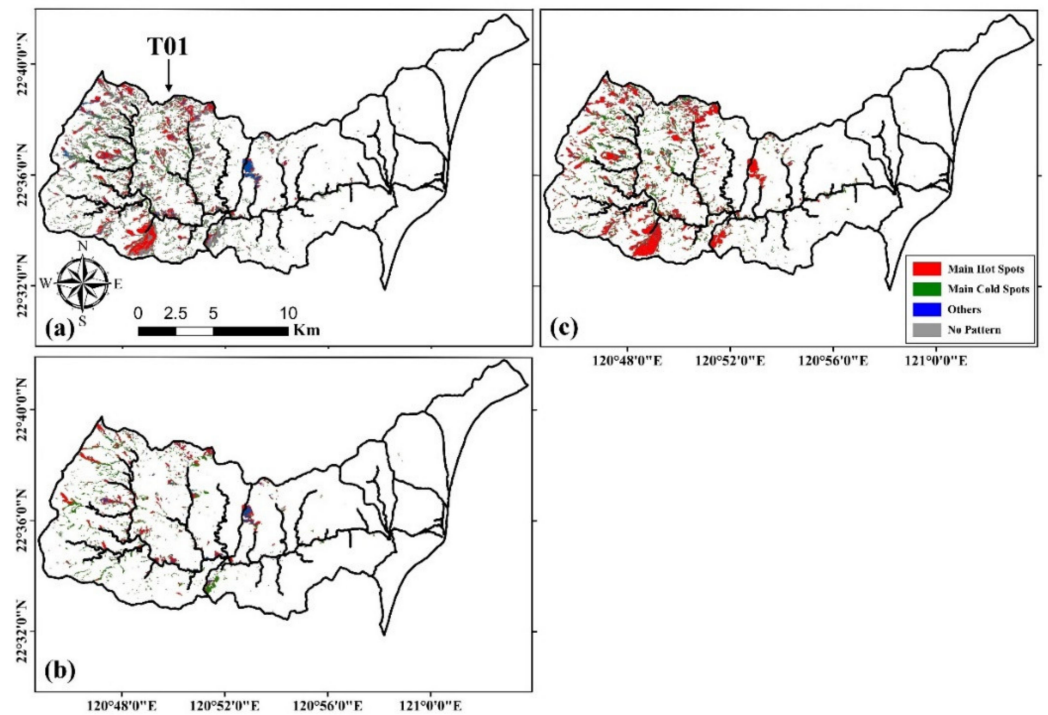 T01
22°40'0"N
22°36'0"N
22°32'0"N
N
W E
S
0 2.5 5 10
Km
(a)
(c)
Main Hot Spots
Main Cold Spots
Others
No Pattern
120°48'0"E 120°52'0"E 120°56'0"E 121°0'0"E
22°40'0"N
22°36'0"N
22°32'0"N
(b)
120°48'0"E 120°52'0"E 120°56'0"E 121°0'0"E